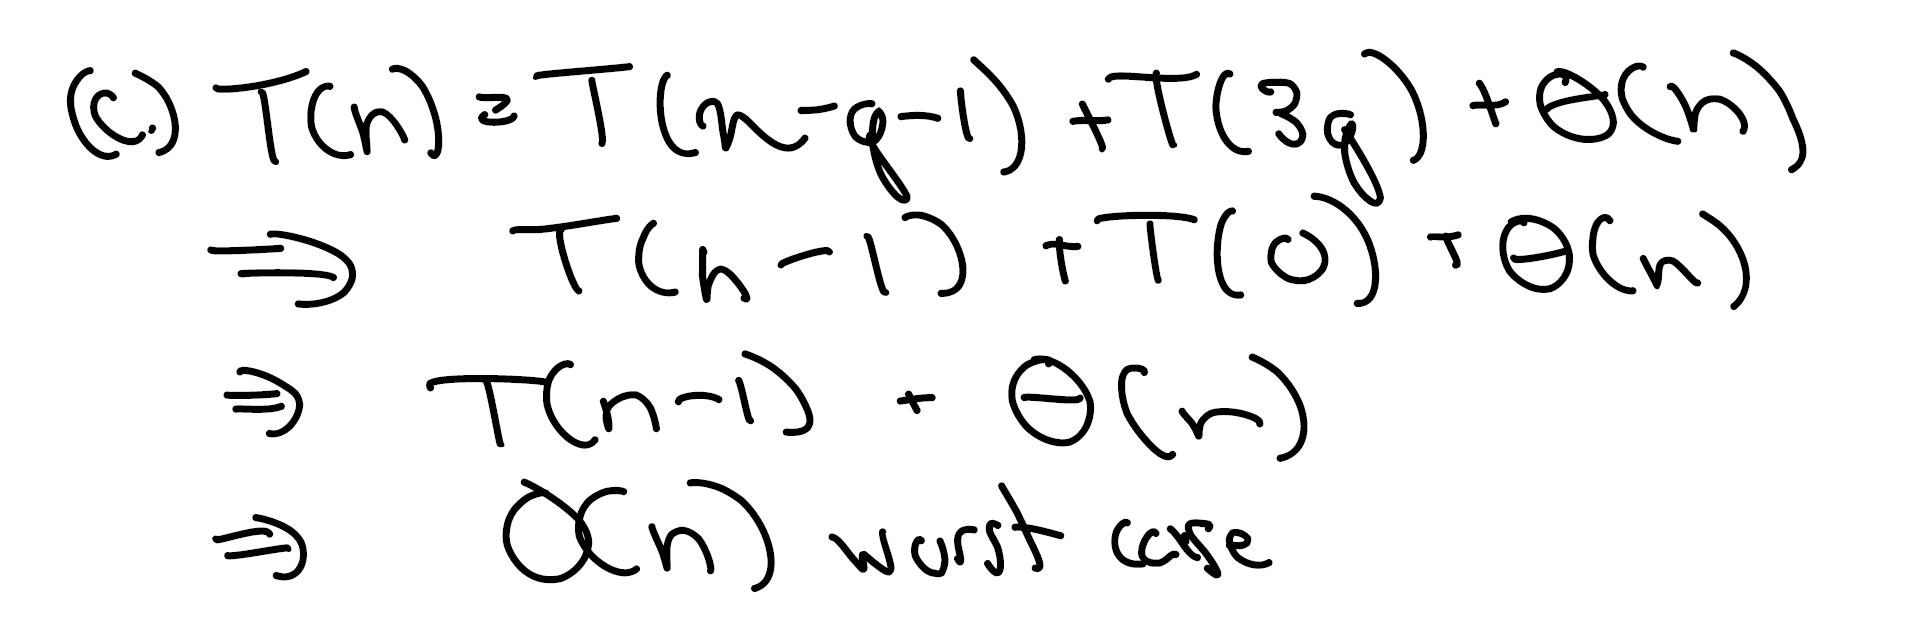 (c.) T(n) = T(n-q-1) + T(3q) + Θ(n)
⇒ T(n-1) + T(0) + Θ(n)
⇒ T(n-1) + Θ(n)
⇒ O(n) worst case